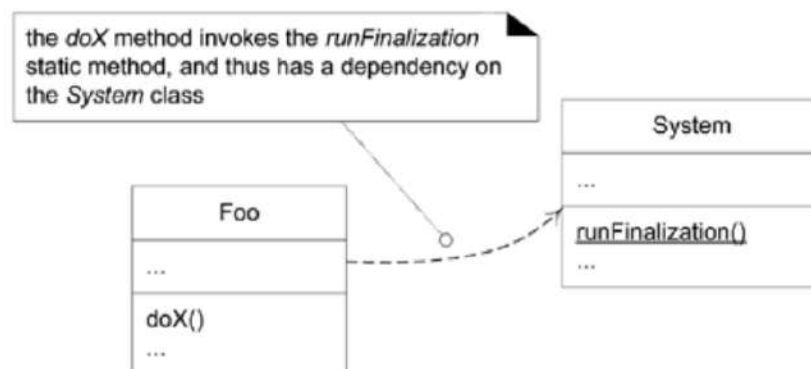 the doX method invokes the runFinalization
static method, and thus has a dependency on
the System class
System
...
runFinalization()
...
Foo
...
doX()
...